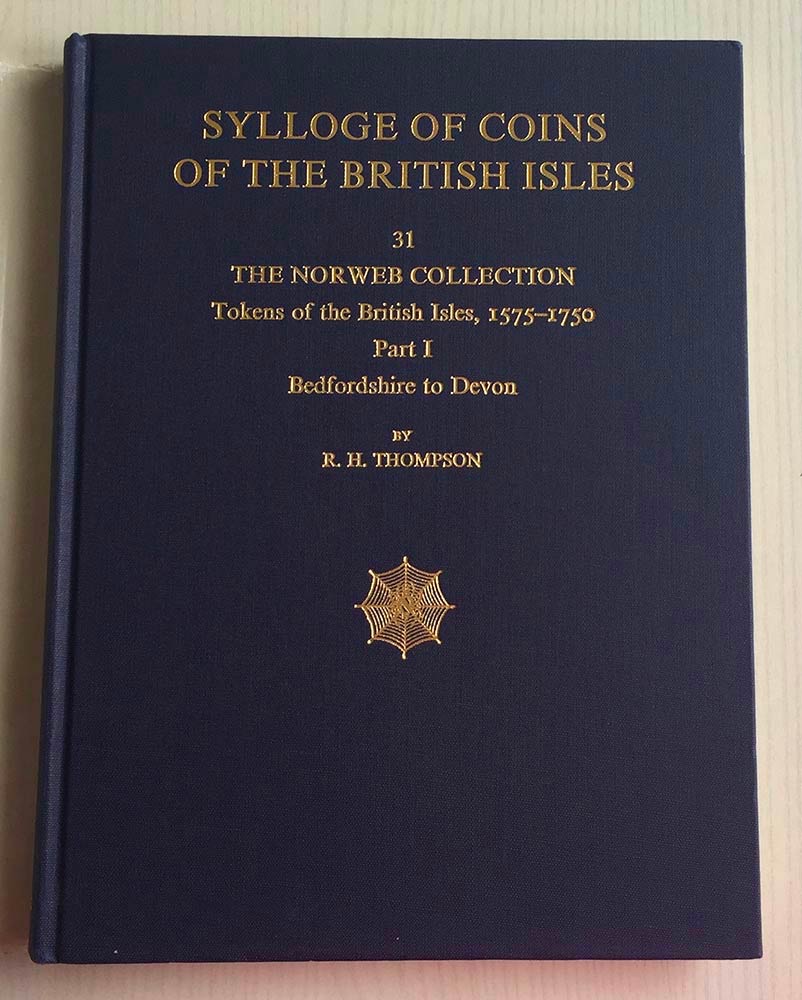 SYLLOGE OF COINS
OF THE BRITISH ISLES
31
THE NORWEB COLLECTION
Tokens of the British Isles, 1575–1750
Part I
Bedfordshire to Devon
BY
R. H. THOMPSON
N